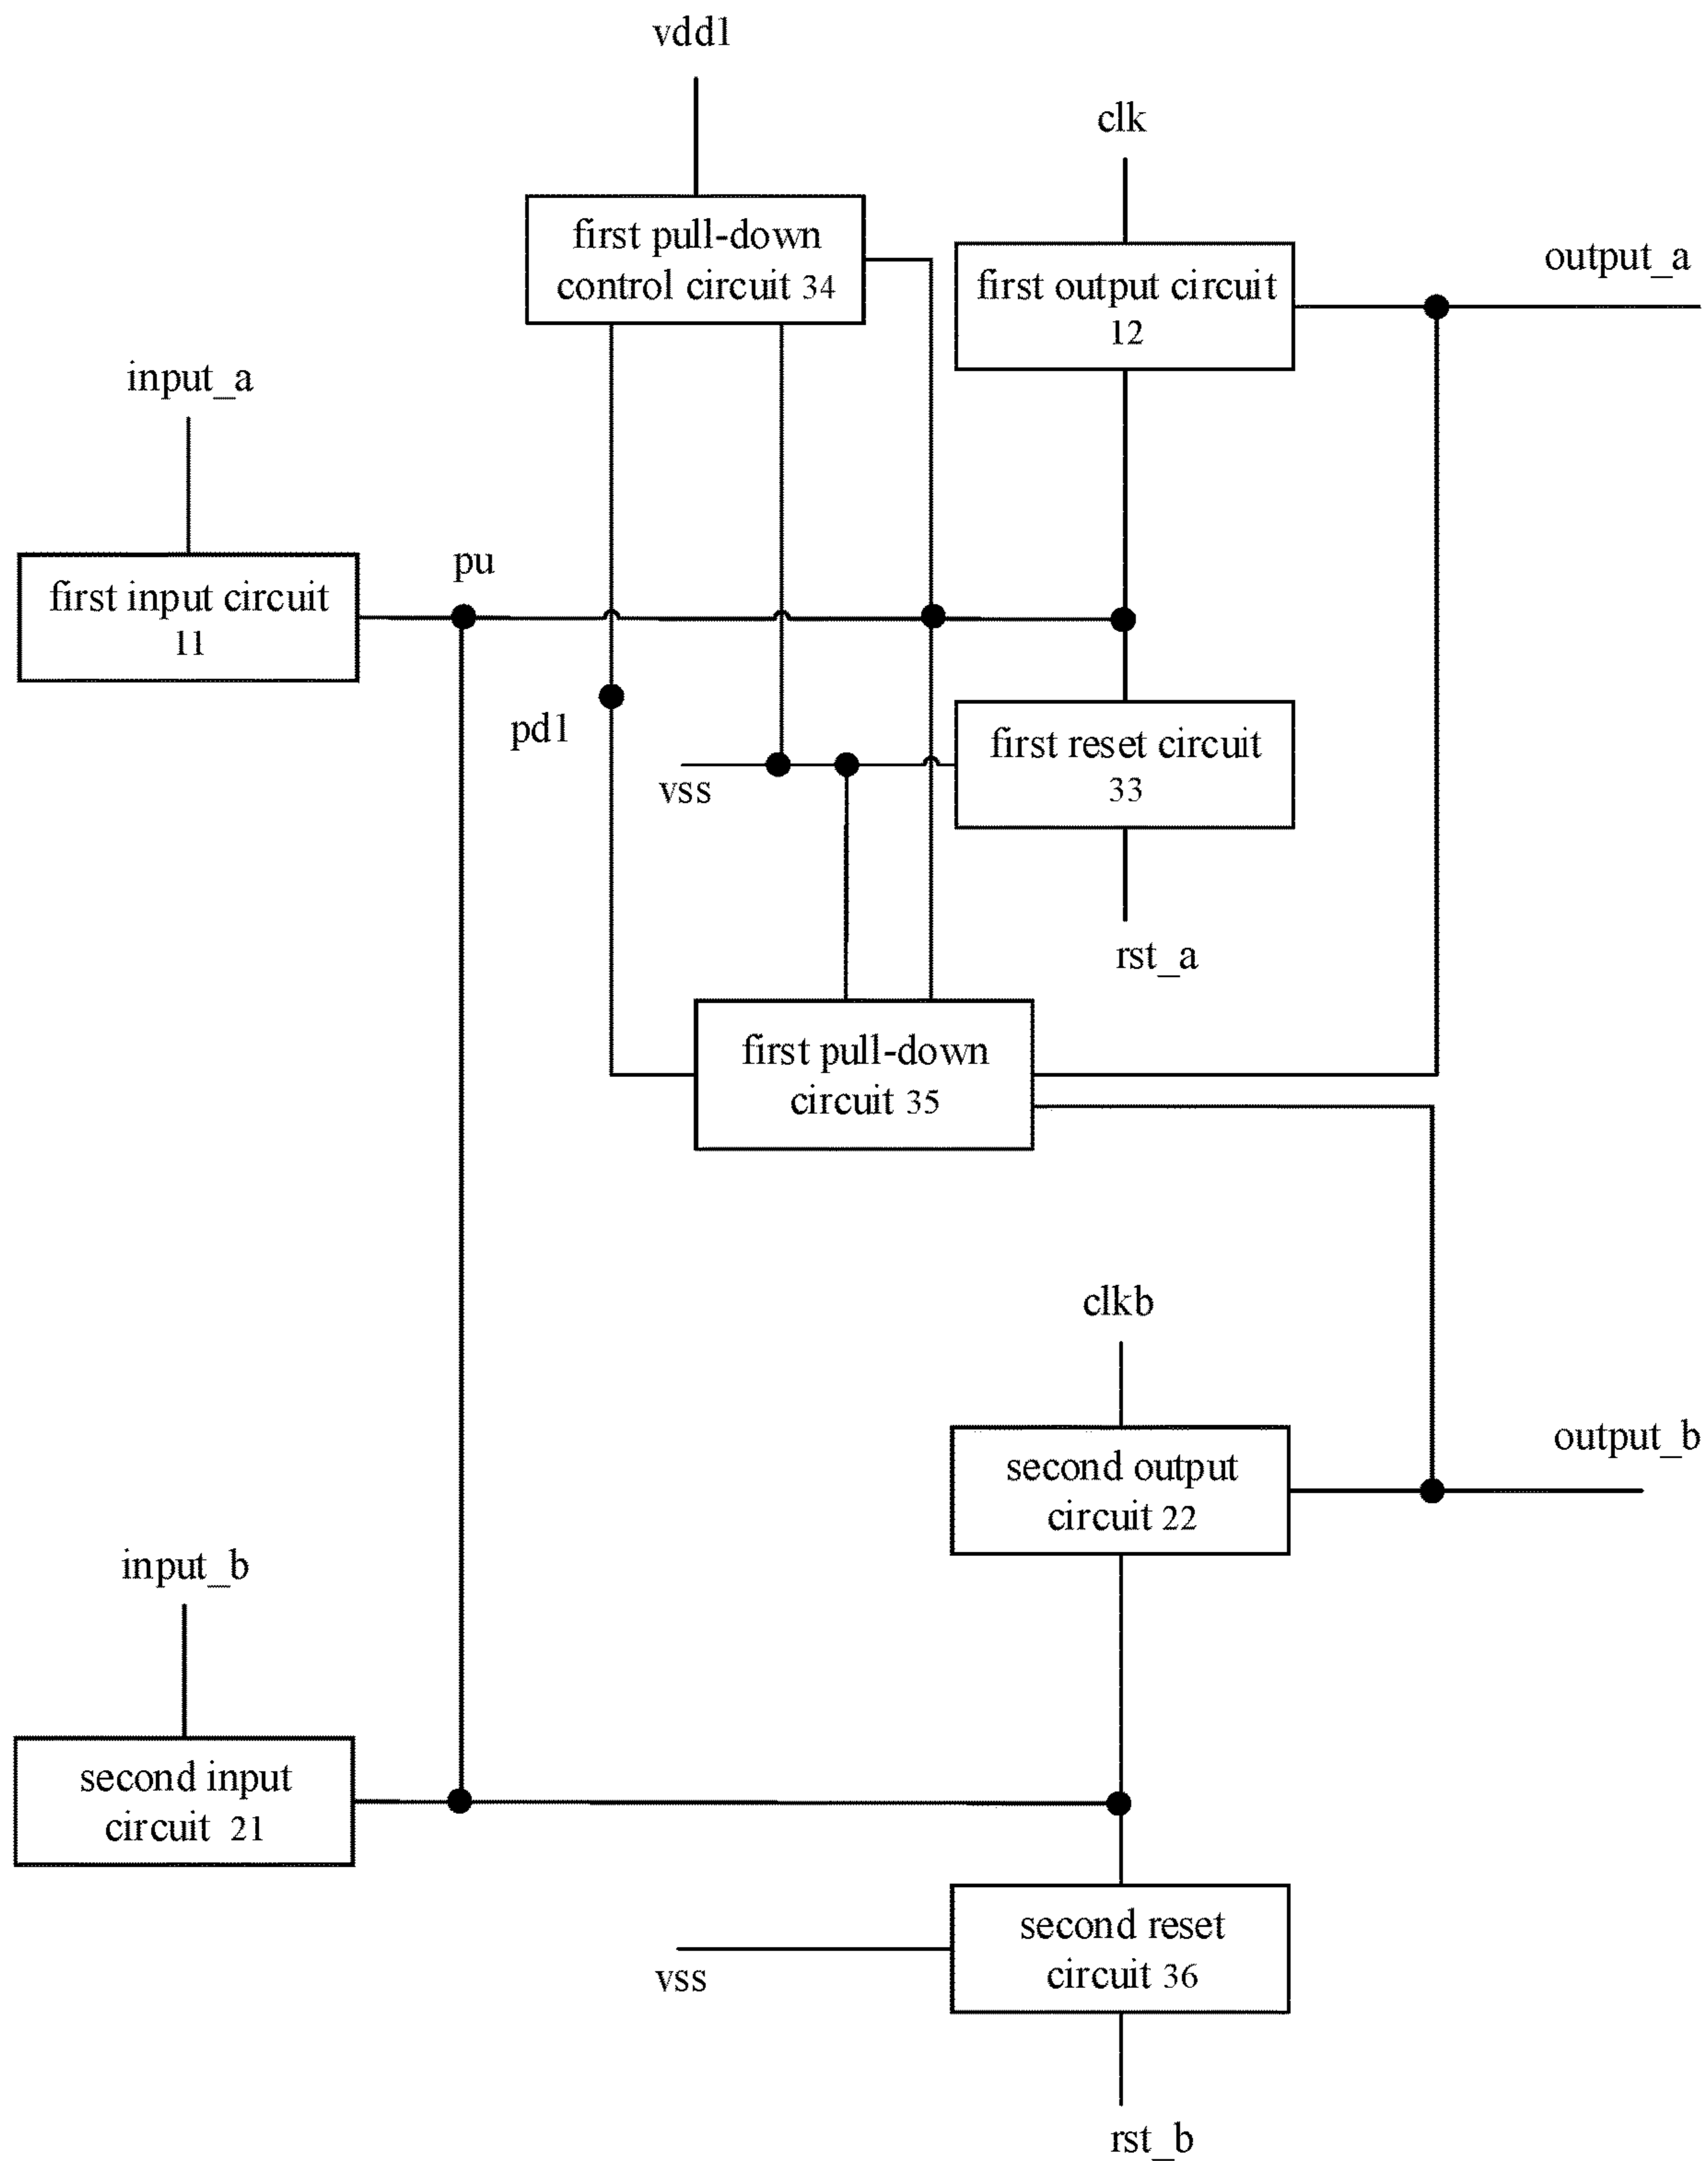 vdd1
clk
first pull-down
control circuit 34
first output circuit
12
output_a
input_a
first input circuit
11
pu
pd1
vss
first reset circuit
33
rst_a
first pull-down
circuit 35
clkb
second output
circuit 22
output_b
input_b
second input
circuit 21
second reset
circuit 36
vss
rst_b